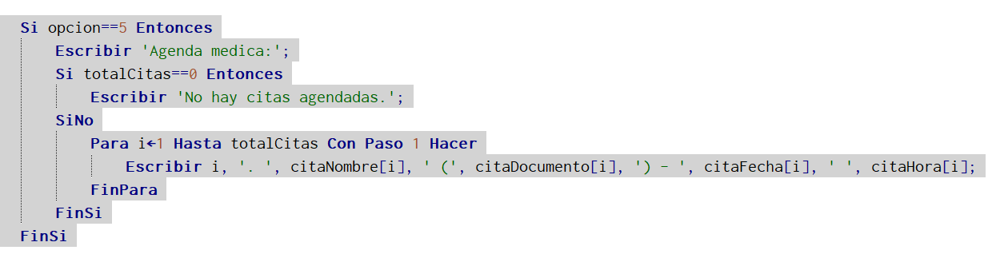 Si opcion==5 Entonces
Escribir 'Agenda medica:';
Si totalCitas==0 Entonces
Escribir 'No hay citas agendadas.';
SiNo
Para i←1 Hasta totalCitas Con Paso 1 Hacer
Escribir i, '. ', citaNombre[i], ' (', citaDocumento[i], ') - ', citaFecha[i], ' ', citaHora[i];
FinPara
FinSi
FinSi